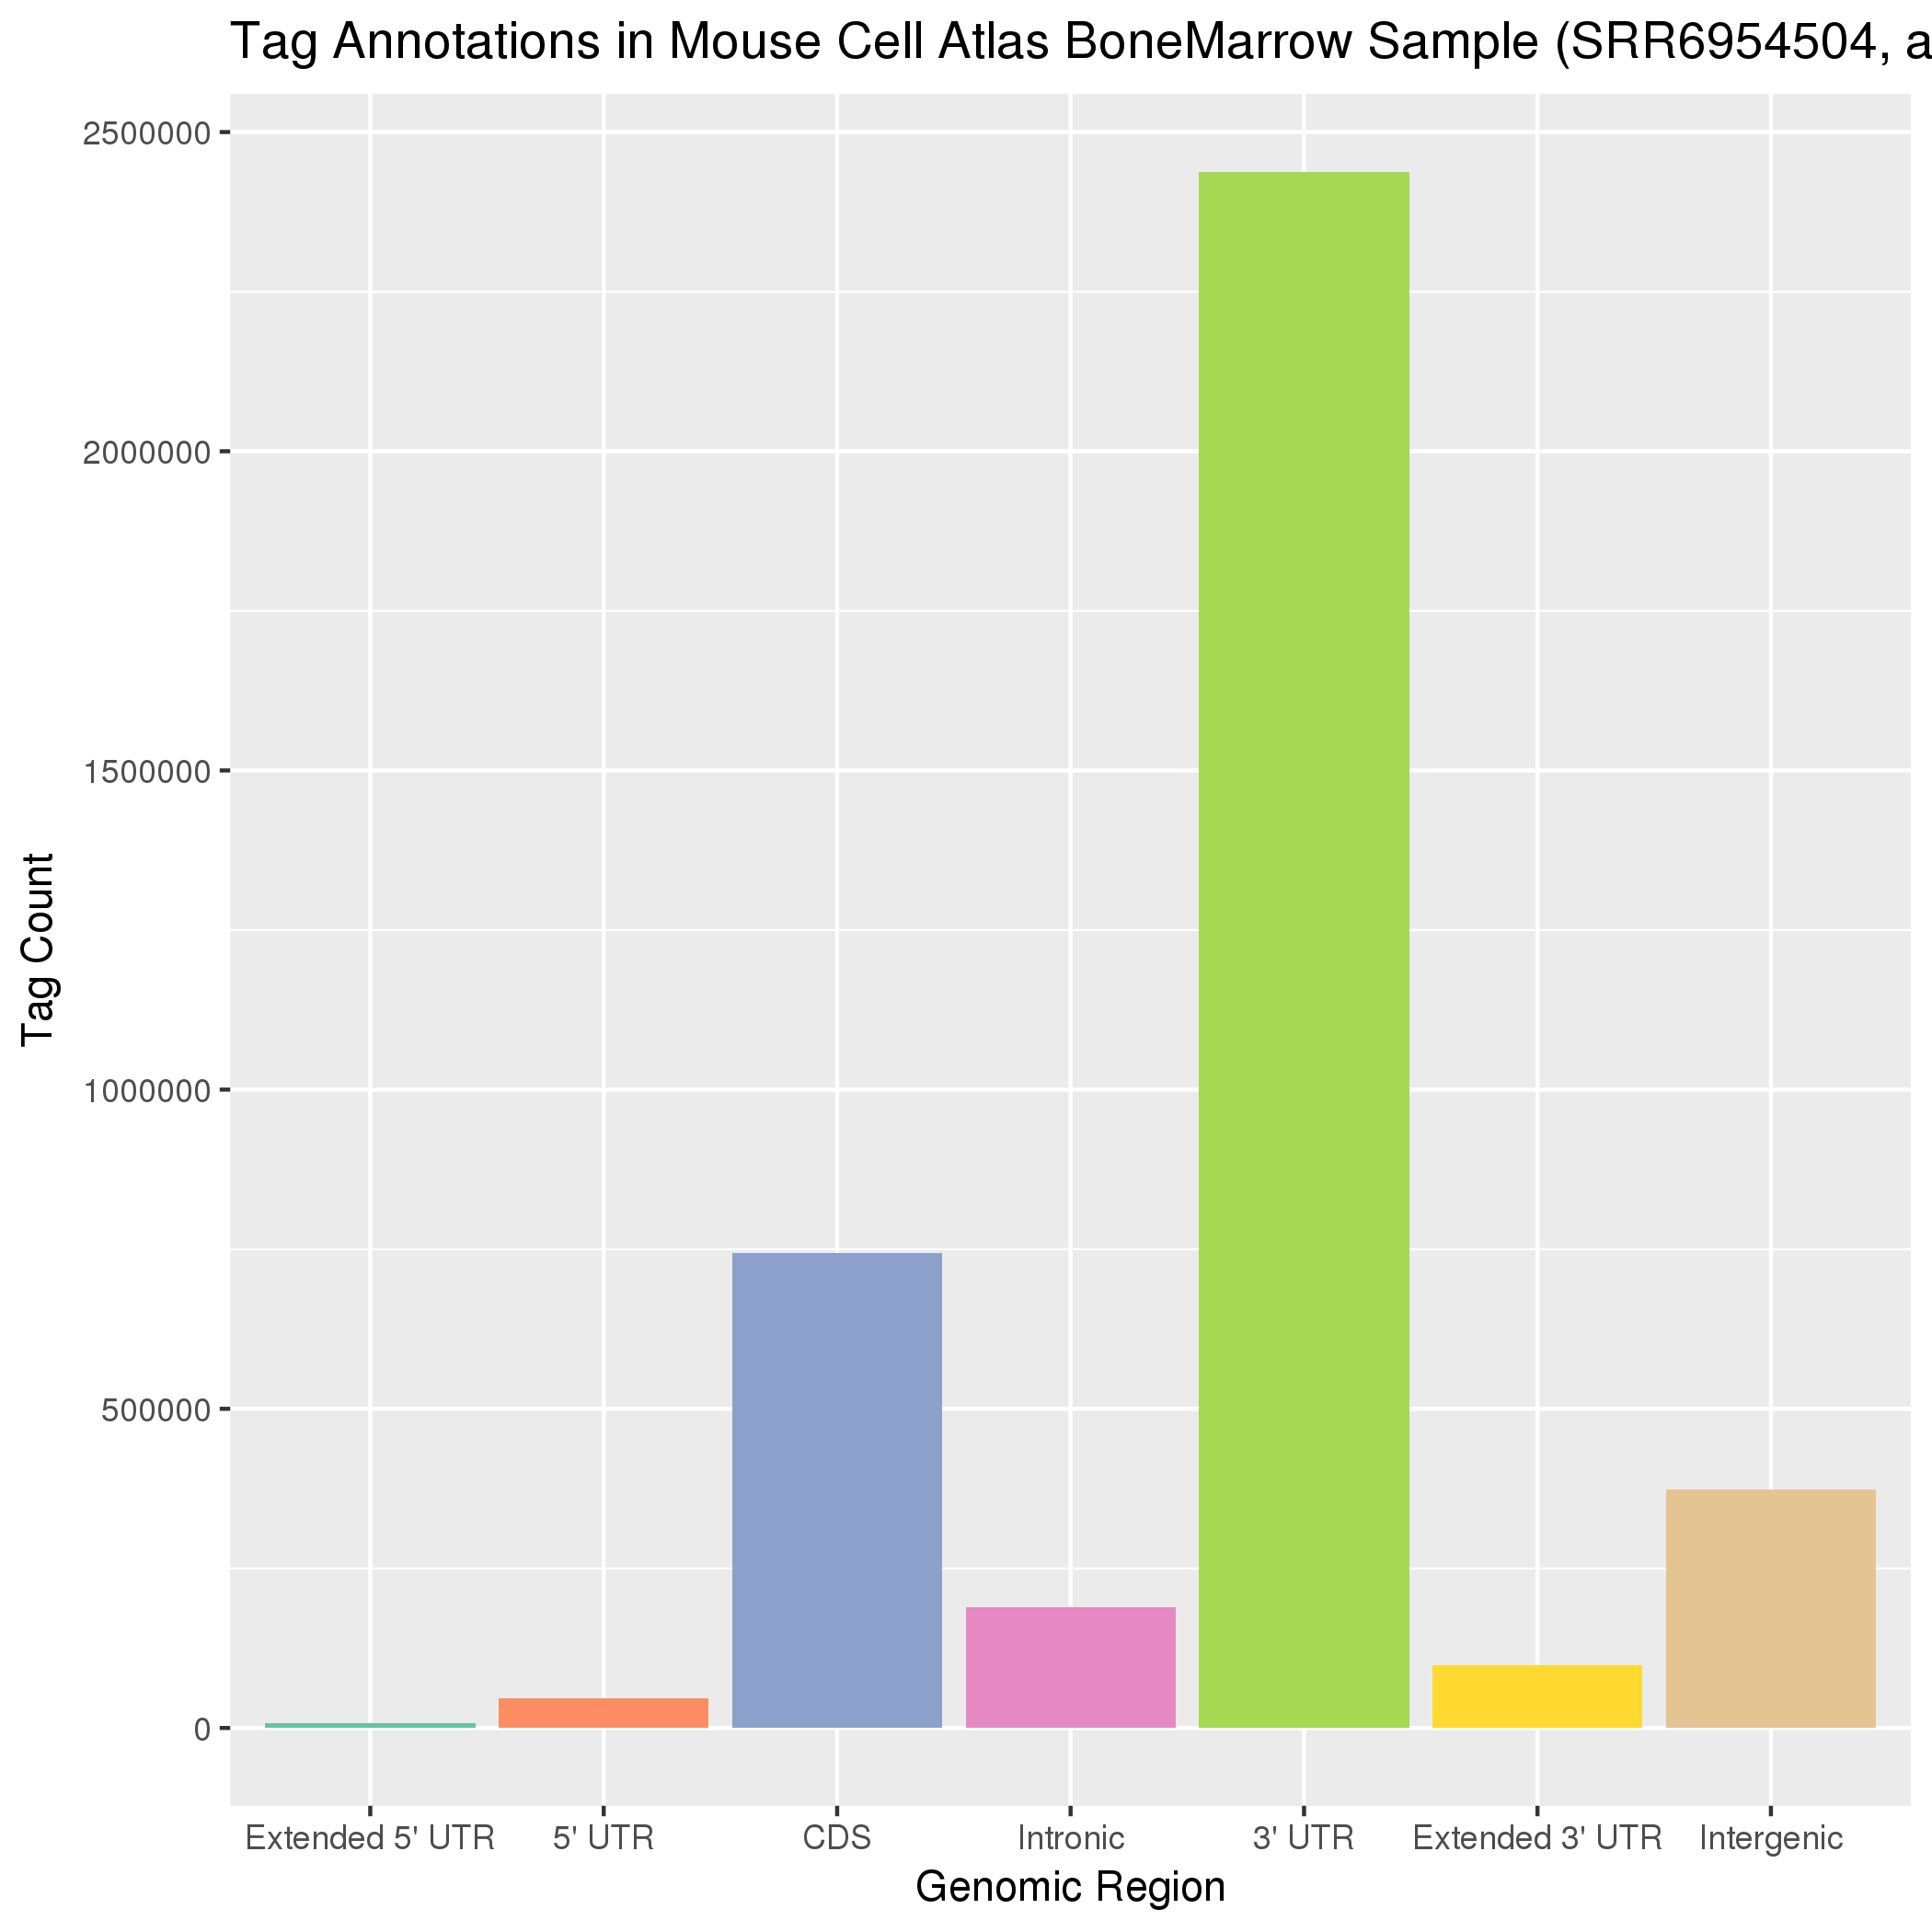 Tag Annotations in Mouse Cell Atlas BoneMarrow Sample (SRR6954504, a
2500000
2000000
1500000
1000000
500000
0
Tag Count
Extended 5' UTR
5' UTR
CDS
Intronic
3' UTR
Extended 3' UTR
Intergenic
Genomic Region